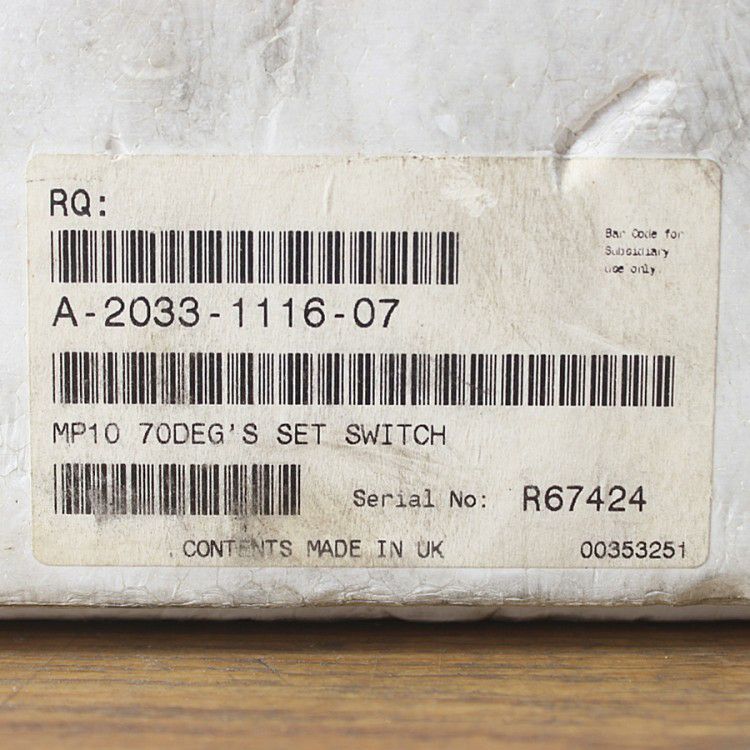 RQ:
Bar Code for
Subsidiary
use only.
A-2033-1116-07
MP10 70DEG'S SET SWITCH
Serial No: R67424
CONTENTS MADE IN UK 00353251